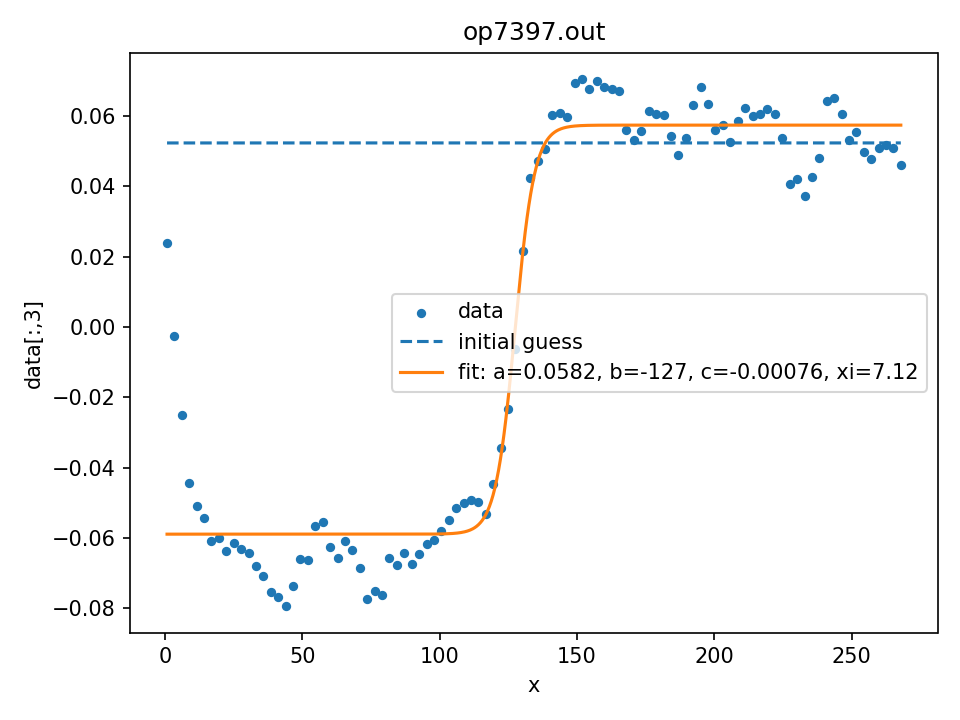 op7397.out
data[:,3]
0.06
0.04
0.02
0.00
−0.02
−0.04
−0.06
−0.08
data
initial guess
fit: a=0.0582, b=-127, c=-0.00076, xi=7.12
0 50 100 150 200 250
x